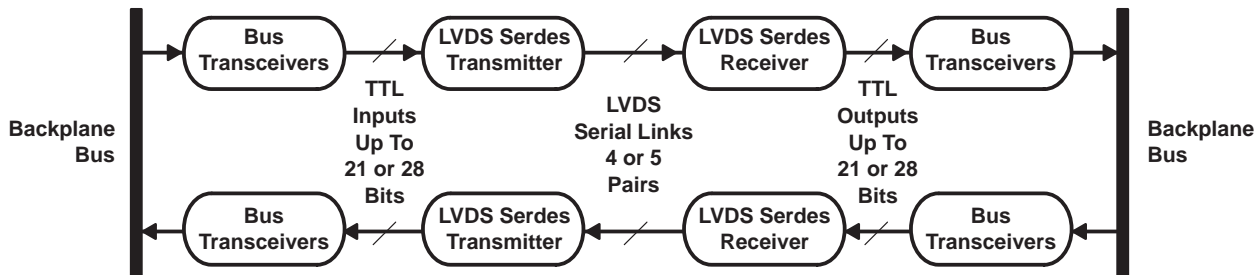 Bus
Transceivers
LVDS Serdes
Transmitter
LVDS Serdes
Receiver
Bus
Transceivers
Backplane
Bus
TTL
Inputs
Up To
21 or 28
Bits
LVDS
Serial Links
4 or 5
Pairs
TTL
Outputs
Up To
21 or 28
Bits
Backplane
Bus
Bus
Transceivers
LVDS Serdes
Transmitter
LVDS Serdes
Receiver
Bus
Transceivers